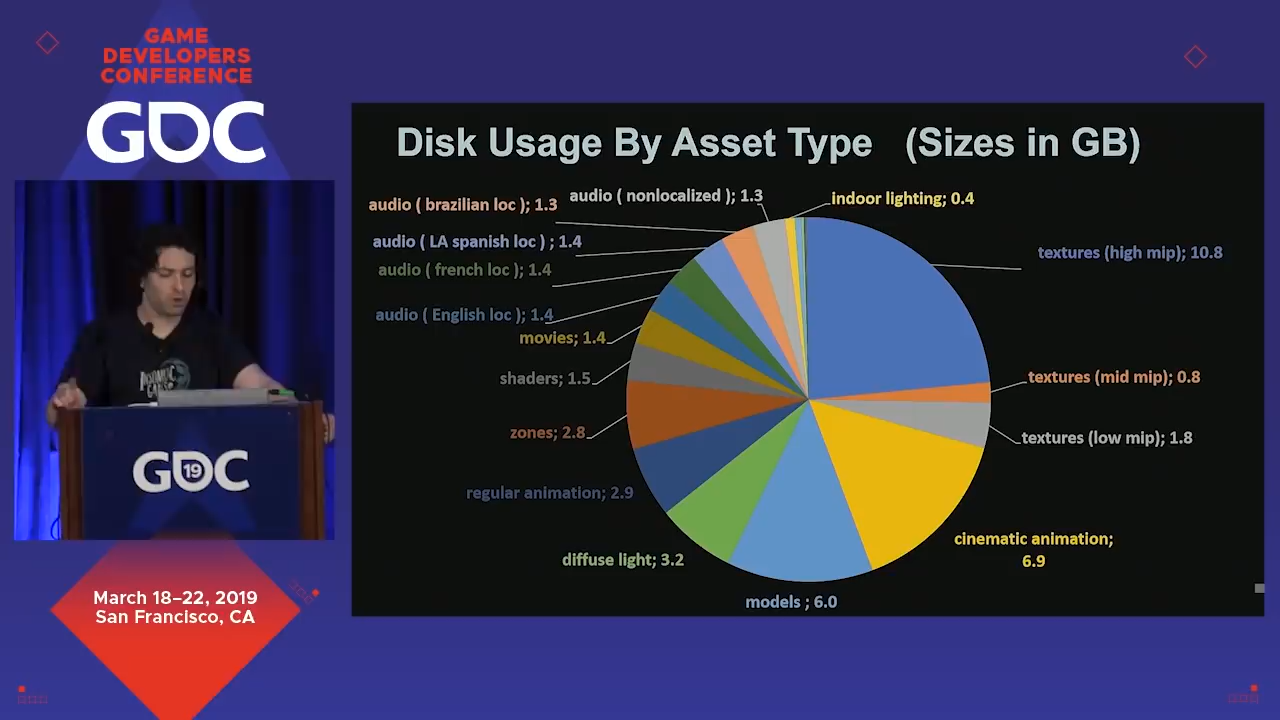 GAME
DEVELOPERS
CONFERENCE
GDC
Disk Usage By Asset Type (Sizes in GB)
audio ( brazilian loc ); 1.3
audio ( nonlocalized ); 1.3
indoor lighting; 0.4
audio ( LA spanish loc ) ; 1.4
textures (high mip); 10.8
audio ( french loc ); 1.4
audio ( English loc ); 1.4
movies; 1.4
shaders; 1.5
textures (mid mip); 0.8
zones; 2.8
textures (low mip); 1.8
regular animation; 2.9
cinematic animation;
6.9
diffuse light; 3.2
models ; 6.0
INSOMNIAC
GAMES
GDC
19
March 18–22, 2019
San Francisco, CA